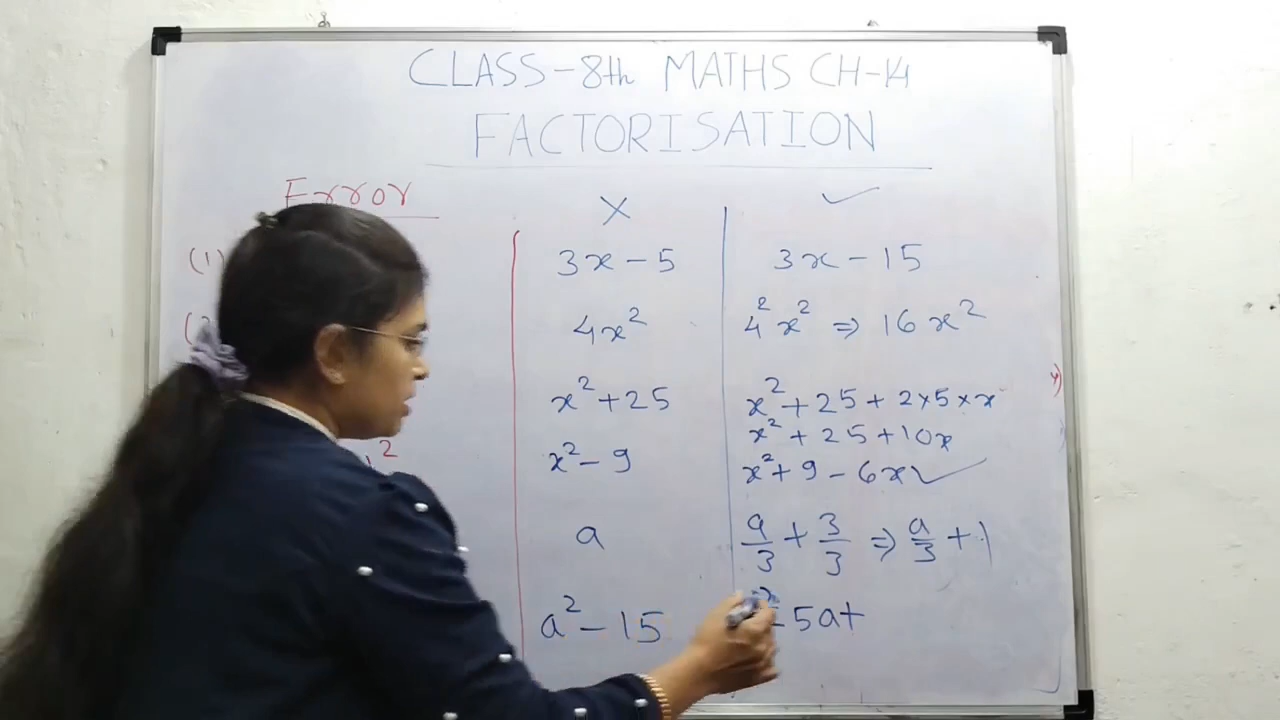 CLASS-8th MATHS CH-14
FACTORISATION
Error
× ✓
(1) 3x - 5 3x - 15
4x² 4²x² ⇒ 16x²
x² + 25 x² + 25 + 2×5×x
x² + 25 + 10x
x² - 9 x² + 9 - 6x ✓
a a/3 + 3/3 ⇒ a/3 + 1
a² - 15 - 5a +